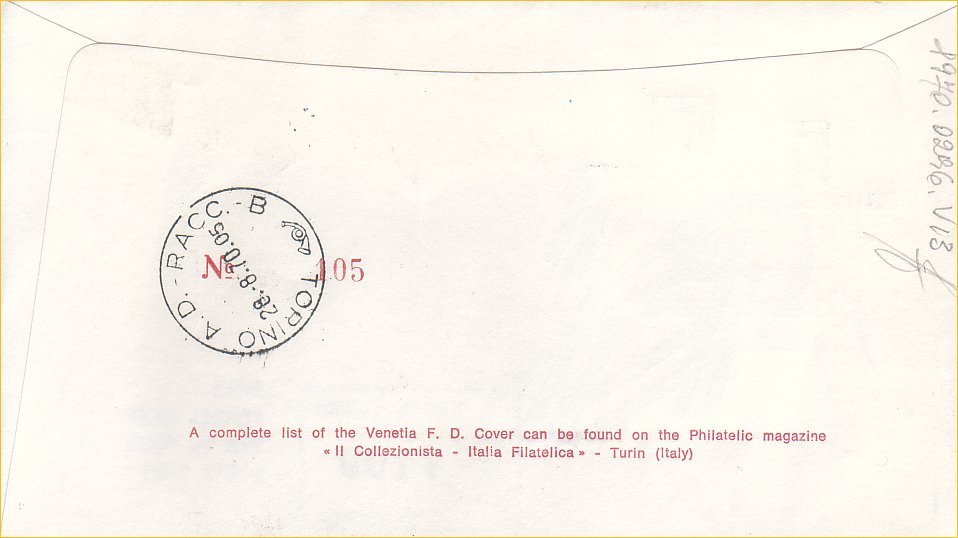 TORINO A.D. - RACC. - B
28.-8.70.05
№ 105
A complete list of the Venetia F. D. Cover can be found on the Philatelic magazine
« Il Collezionista - Italia Filatelica » - Turin (Italy)